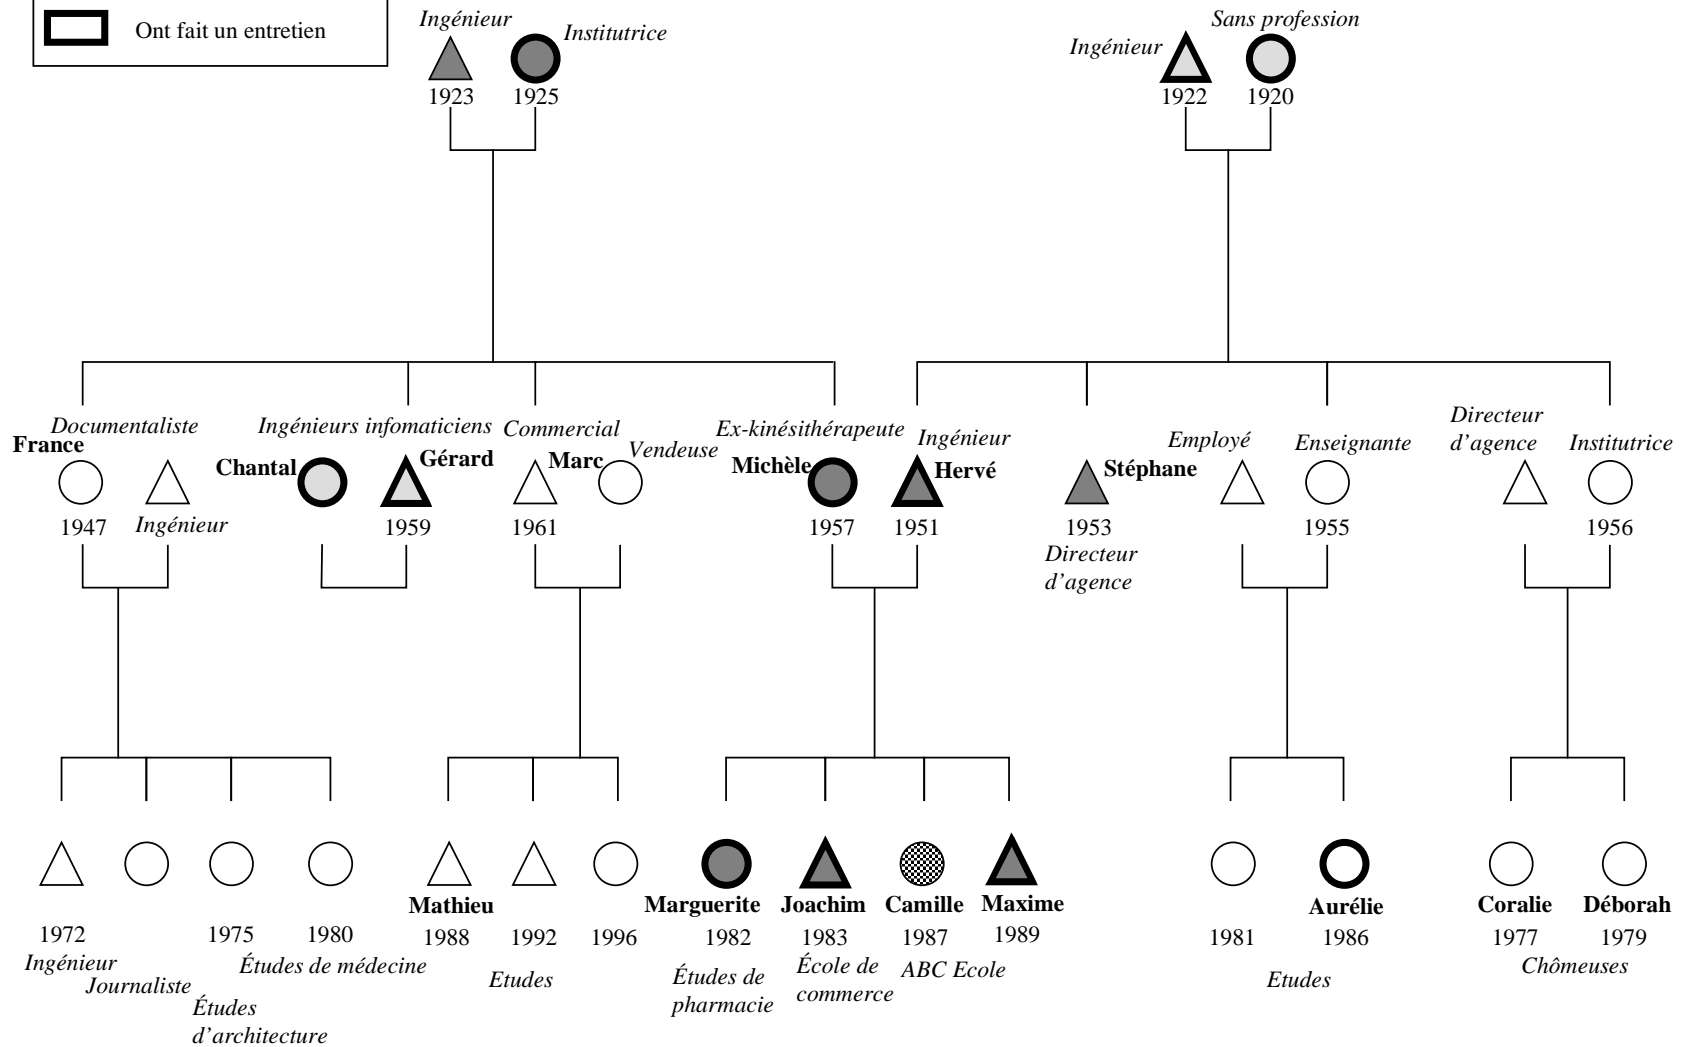 Ont fait un entretien
Ingénieur
Institutrice
1923
1925
Sans profession
Ingénieur
1922
1920
Documentaliste
France
1947
Ingénieur
Ingénieurs infomaticiens
Chantal
Gérard
1959
Commercial
Marc
Vendeuse
1961
Ex-kinésithérapeute
Michèle
1957
Ingénieur
Hervé
1951
Stéphane
1953
Directeur
d’agence
Employé
Enseignante
1955
Directeur
d’agence
Institutrice
1956
1972
Ingénieur
Journaliste
1975
Études
d’architecture
1980
Études de médecine
Mathieu
1988
1992
1996
Etudes
Marguerite
1982
Études de
pharmacie
Joachim
1983
École de
commerce
Camille
1987
Maxime
1989
ABC Ecole
1981
Aurélie
1986
Etudes
Coralie
1977
Déborah
1979
Chômeuses